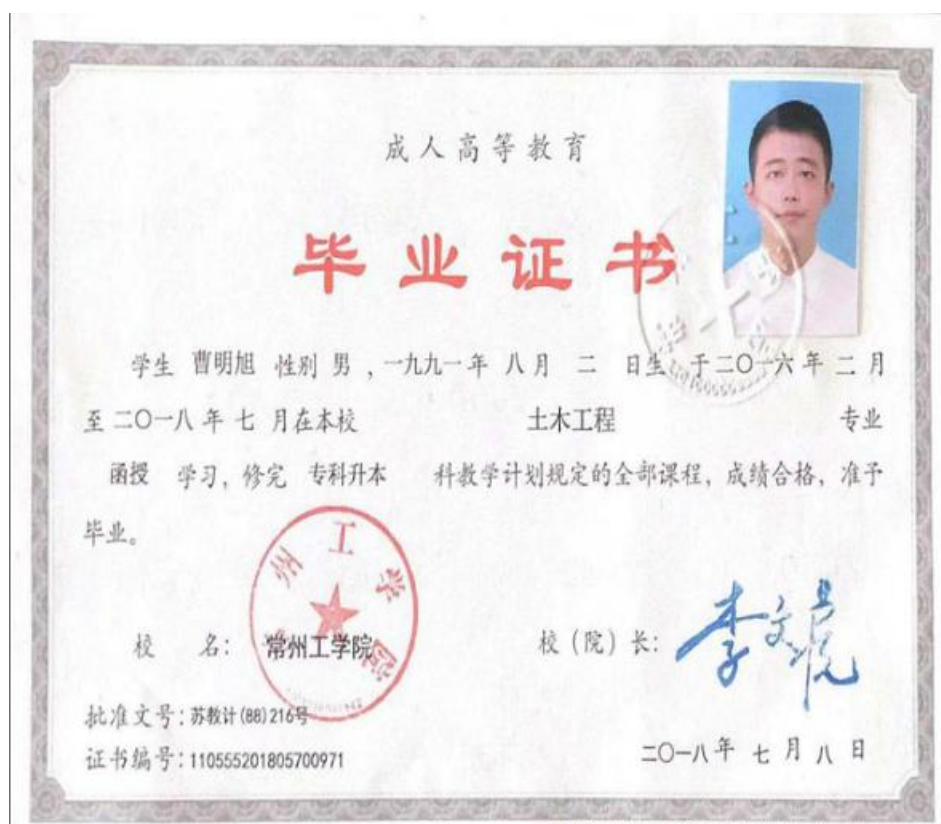 成人高等教育
毕业证书
学生 曹明旭 性别 男 ,一九九一年 八月 二 日生 于二〇一六年 二月
至二〇一八年 七 月在本校 土木工程 专业
函授 学习,修完 专科升本 科教学计划规定的全部课程,成绩合格,准予
毕业。
州工学院
校 名: 常州工学院
校(院)长:
批准文号:苏教计(88)216号
证书编号:110555201805700971
二〇一八年 七 月 八 日